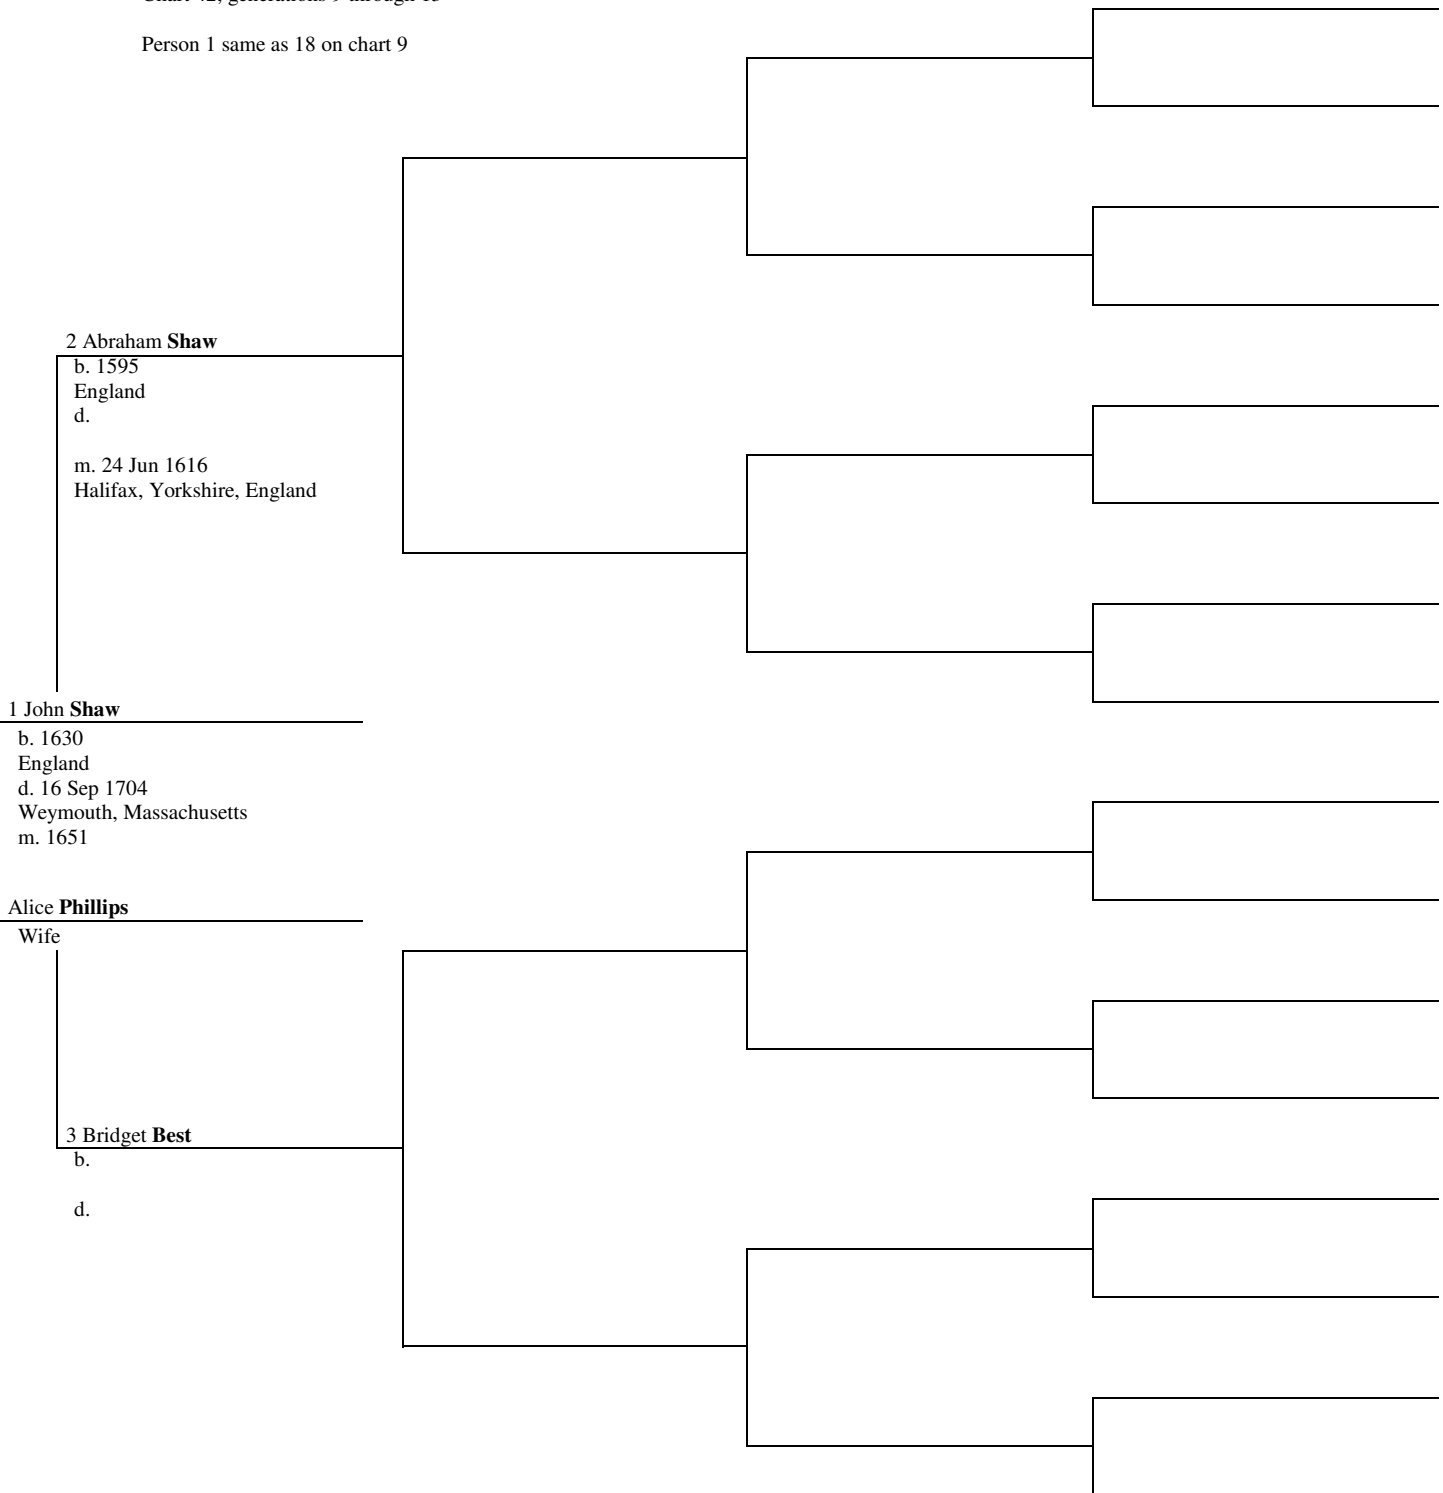 Person 1 same as 18 on chart 9
2 Abraham Shaw
b. 1595
England
d.
m. 24 Jun 1616
Halifax, Yorkshire, England
1 John Shaw
b. 1630
England
d. 16 Sep 1704
Weymouth, Massachusetts
m. 1651
Alice Phillips
Wife
3 Bridget Best
b.
d.